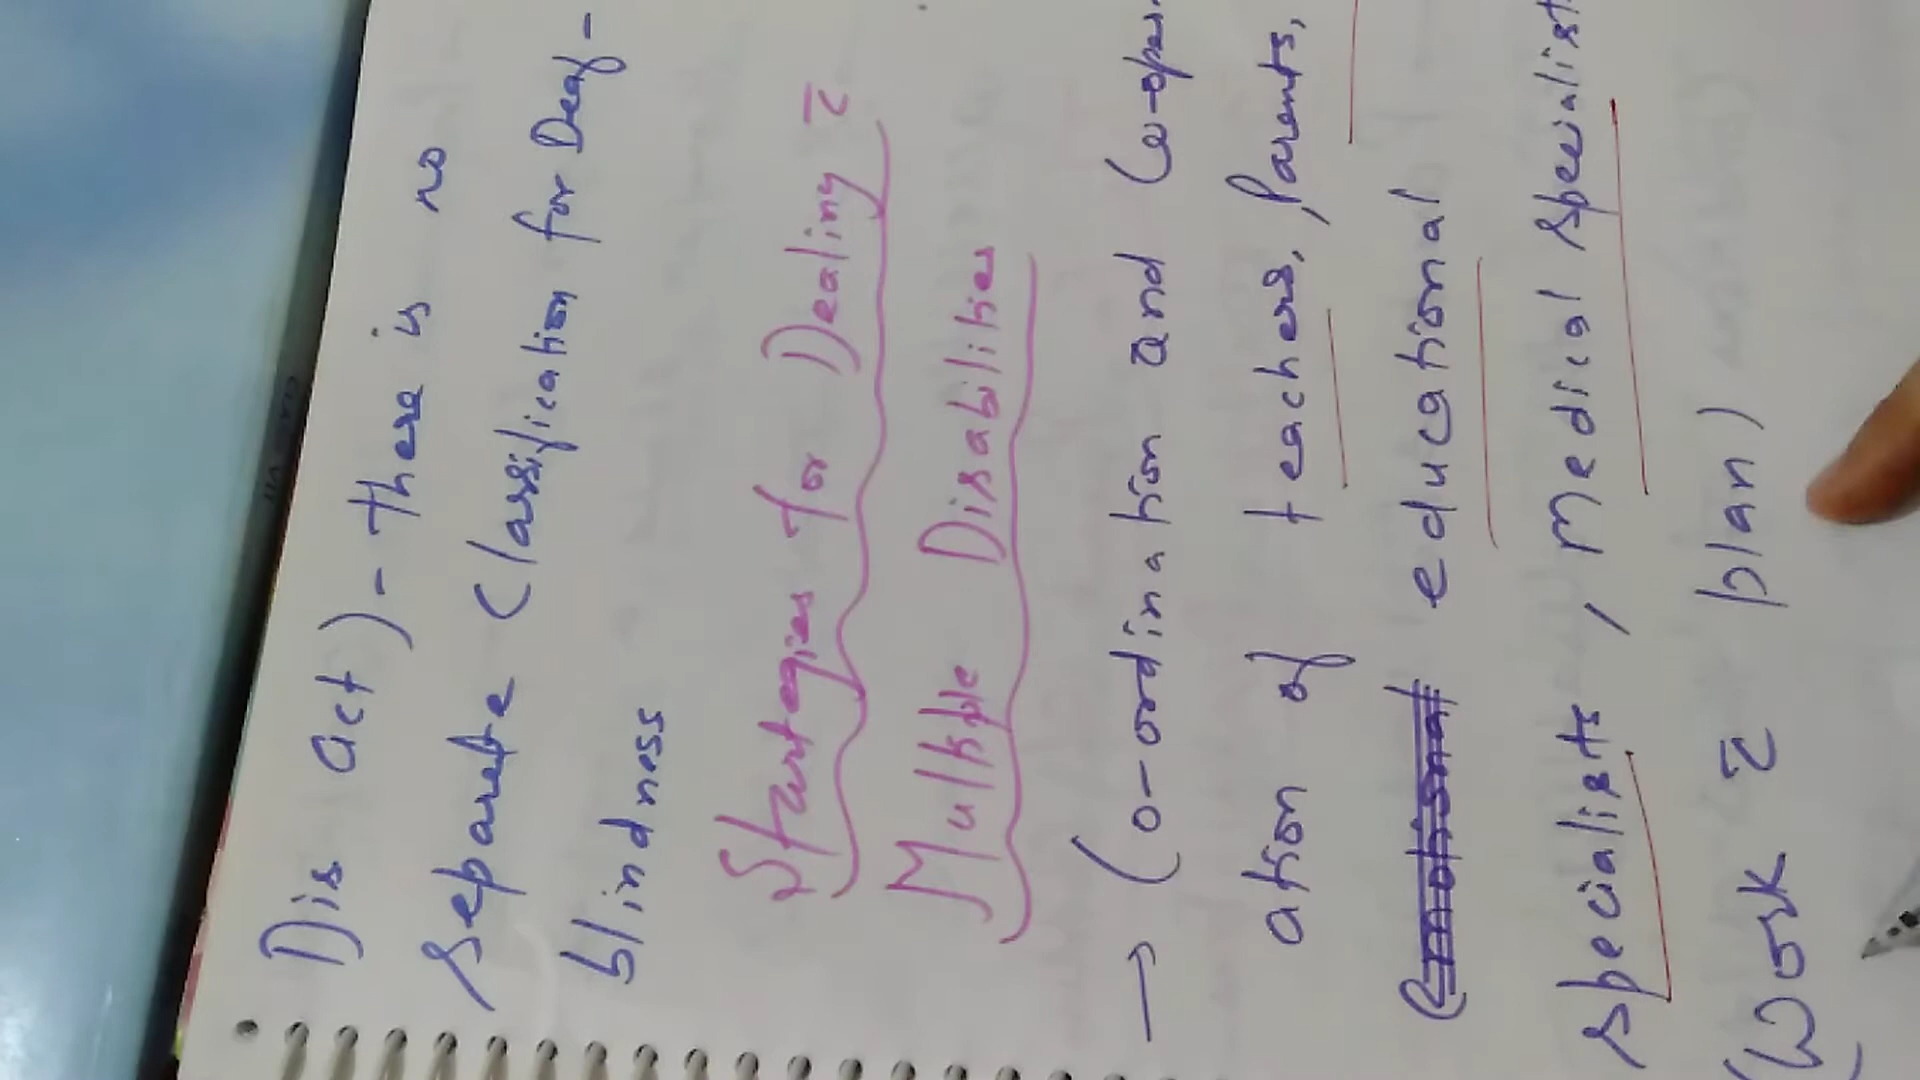 Dis act) - there is no
separate Classification for Deaf-
blindness
Strategies for Dealing c̄
Multiple Disabilities
→ Co-ordination and Co-oper-
ation of teachers, Parents,
educational
specialists, medical specialist
(Work c̄ plan)